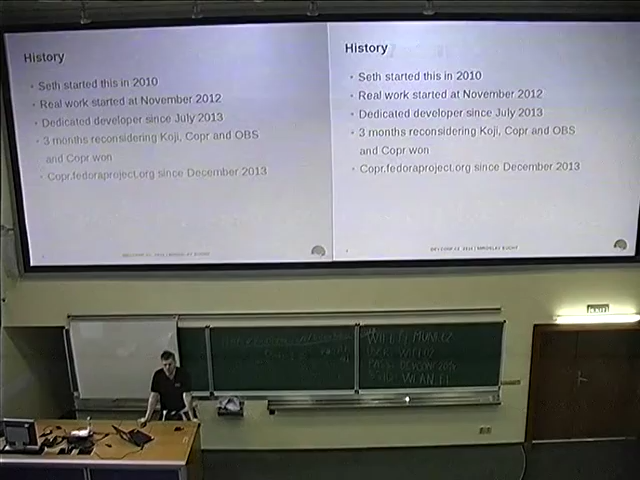 History
Seth started this in 2010
Real work started at November 2012
Dedicated developer since July 2013
3 months reconsidering Koji, Copr and OBS
and Copr won
Copr.fedoraproject.org since December 2013
History
Seth started this in 2010
Real work started at November 2012
Dedicated developer since July 2013
3 months reconsidering Koji, Copr and OBS
and Copr won
Copr.fedoraproject.org since December 2013